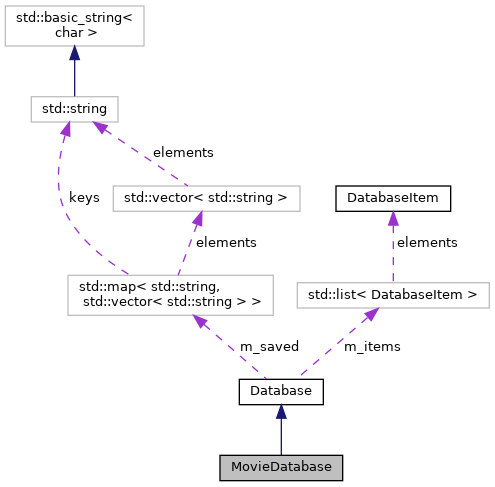 std::basic_string<
char >
std::string
elements
keys
std::vector< std::string >
DatabaseItem
elements
elements
std::map< std::string,
std::vector< std::string > >
std::list< DatabaseItem >
m_saved
m_items
Database
MovieDatabase